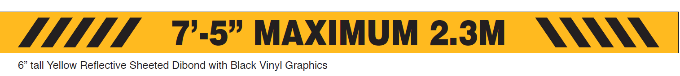 7’-5” MAXIMUM 2.3M
6” tall Yellow Reflective Sheeted Dibond with Black Vinyl Graphics